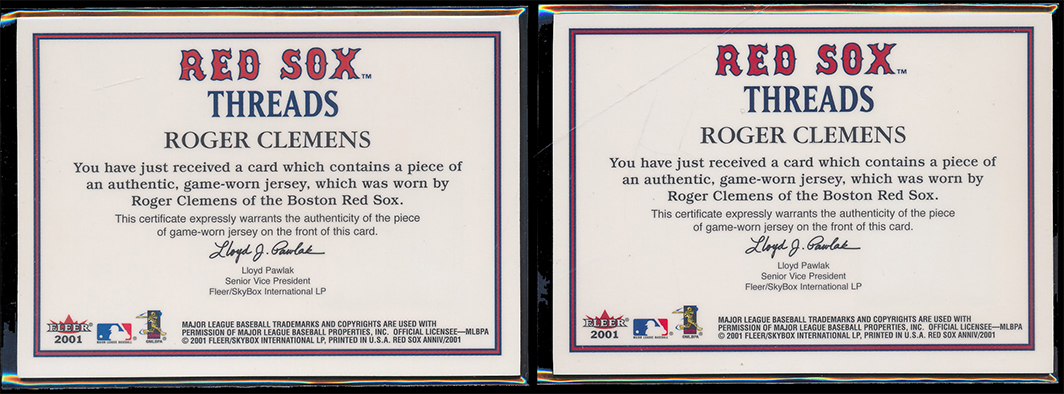 RED SOX™
THREADS
ROGER CLEMENS
You have just received a card which contains a piece of
an authentic, game-worn jersey, which was worn by
Roger Clemens of the Boston Red Sox.
This certificate expressly warrants the authenticity of the piece
of game-worn jersey on the front of this card.
Lloyd J. Pawlak
Lloyd Pawlak
Senior Vice President
Fleer/SkyBox International LP
FLEER
2001
MAJOR LEAGUE BASEBALL
©MLBPA
MAJOR LEAGUE BASEBALL TRADEMARKS AND COPYRIGHTS ARE USED WITH
PERMISSION OF MAJOR LEAGUE BASEBALL PROPERTIES, INC. OFFICIAL LICENSEE—MLBPA
© 2001 FLEER/SKYBOX INTERNATIONAL LP, PRINTED IN U.S.A. RED SOX ANNIV/2001
RED SOX™
THREADS
ROGER CLEMENS
You have just received a card which contains a piece of
an authentic, game-worn jersey, which was worn by
Roger Clemens of the Boston Red Sox.
This certificate expressly warrants the authenticity of the piece
of game-worn jersey on the front of this card.
Lloyd J. Pawlak
Lloyd Pawlak
Senior Vice President
Fleer/SkyBox International LP
FLEER
2001
MAJOR LEAGUE BASEBALL
©MLBPA
MAJOR LEAGUE BASEBALL TRADEMARKS AND COPYRIGHTS ARE USED WITH
PERMISSION OF MAJOR LEAGUE BASEBALL PROPERTIES, INC. OFFICIAL LICENSEE—MLBPA
© 2001 FLEER/SKYBOX INTERNATIONAL LP, PRINTED IN U.S.A. RED SOX ANNIV/2001